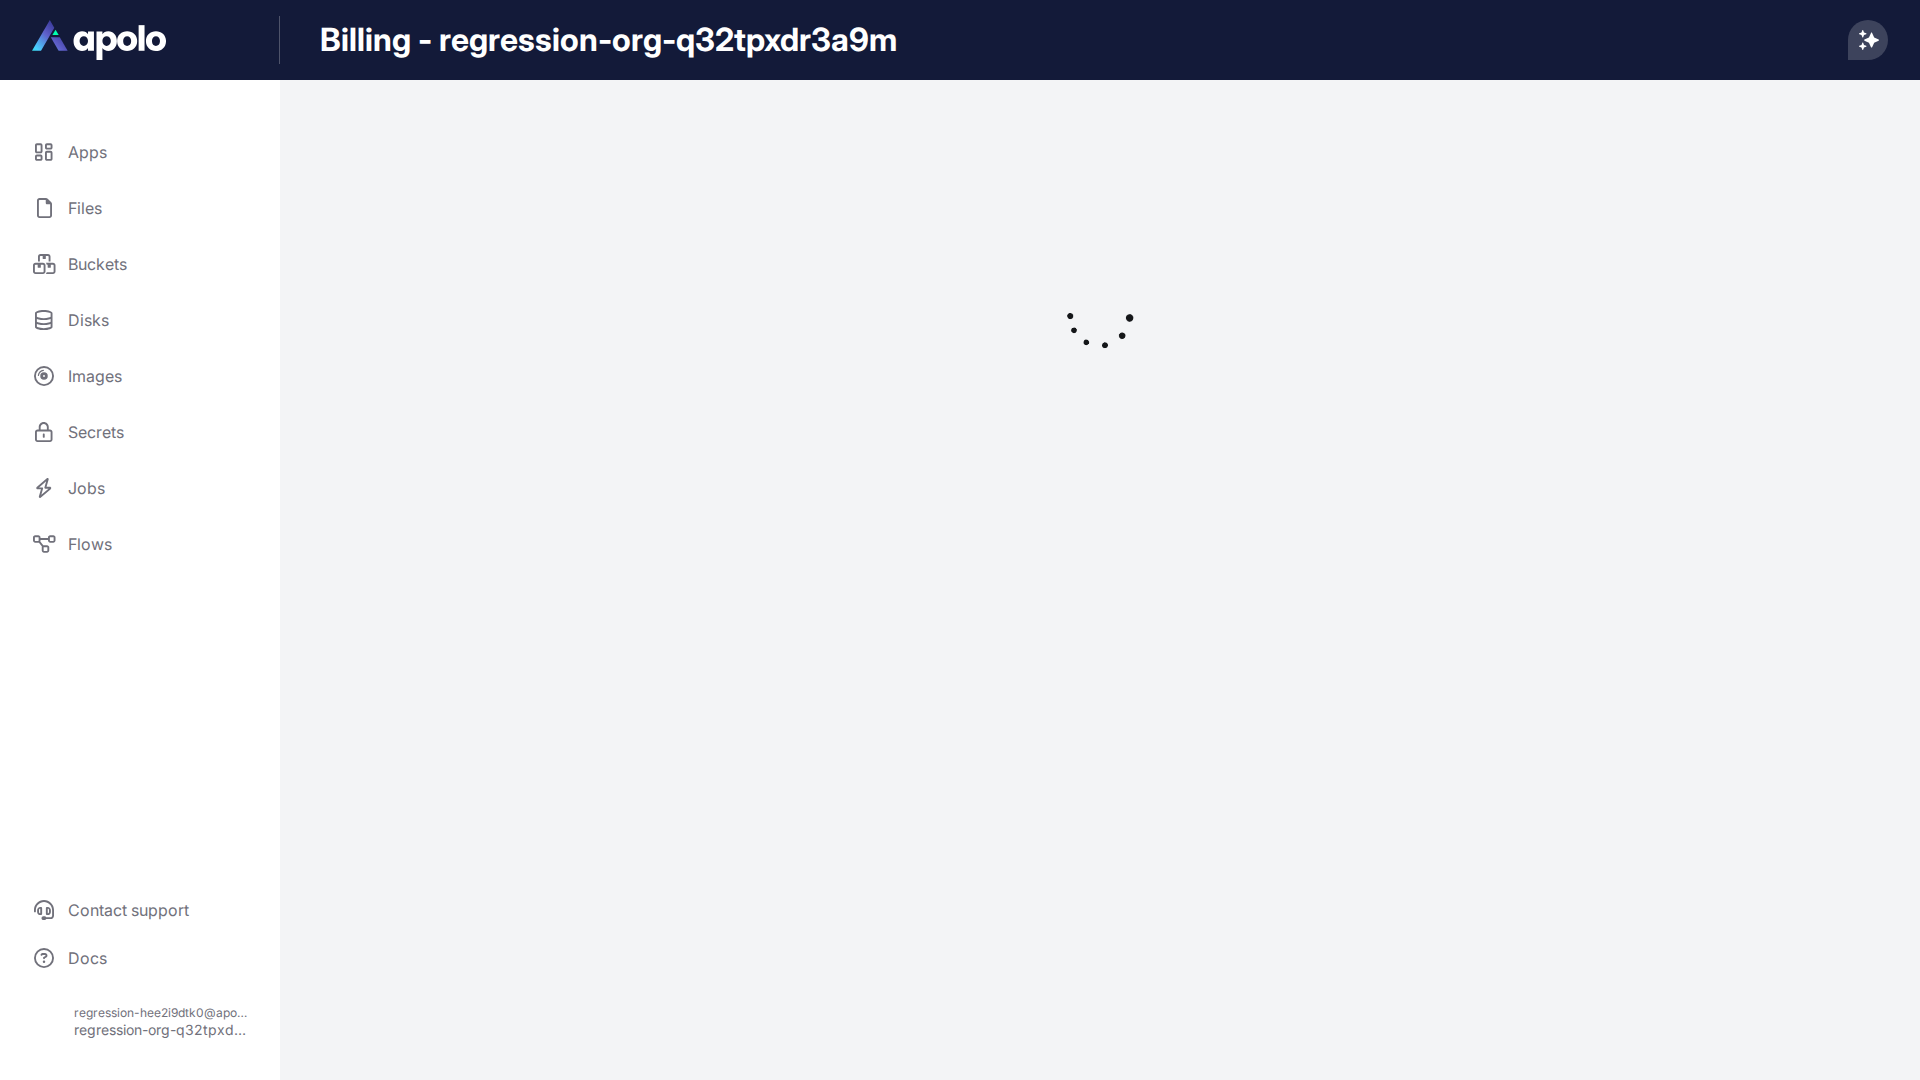 apolo
Billing - regression-org-q32tpxdr3a9m
Apps
Files
Buckets
Disks
Images
Secrets
Jobs
Flows
Contact support
Docs
regression-hee2i9dtk0@apo...
regression-org-q32tpxd...